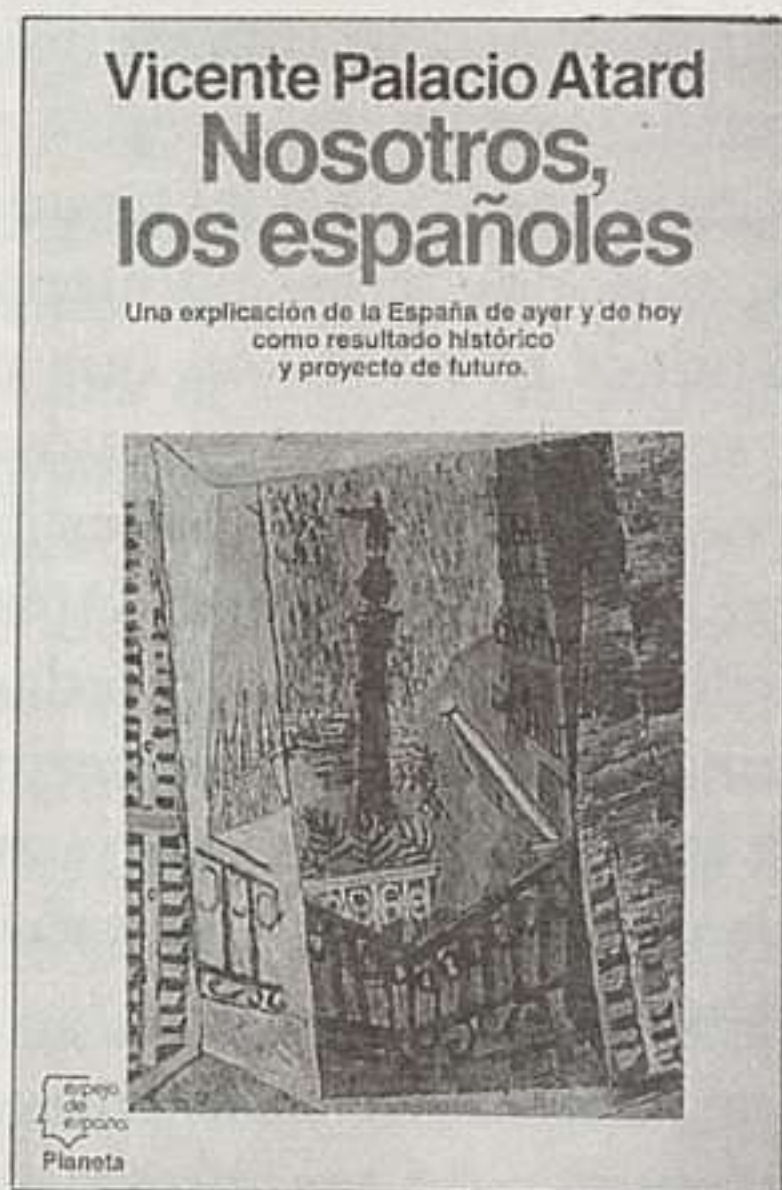 Vicente Palacio Atard
Nosotros,
los españoles
Una explicación de la España de ayer y de hoy
como resultado histórico
y proyecto de futuro.
espejo
de
españa
Planeta